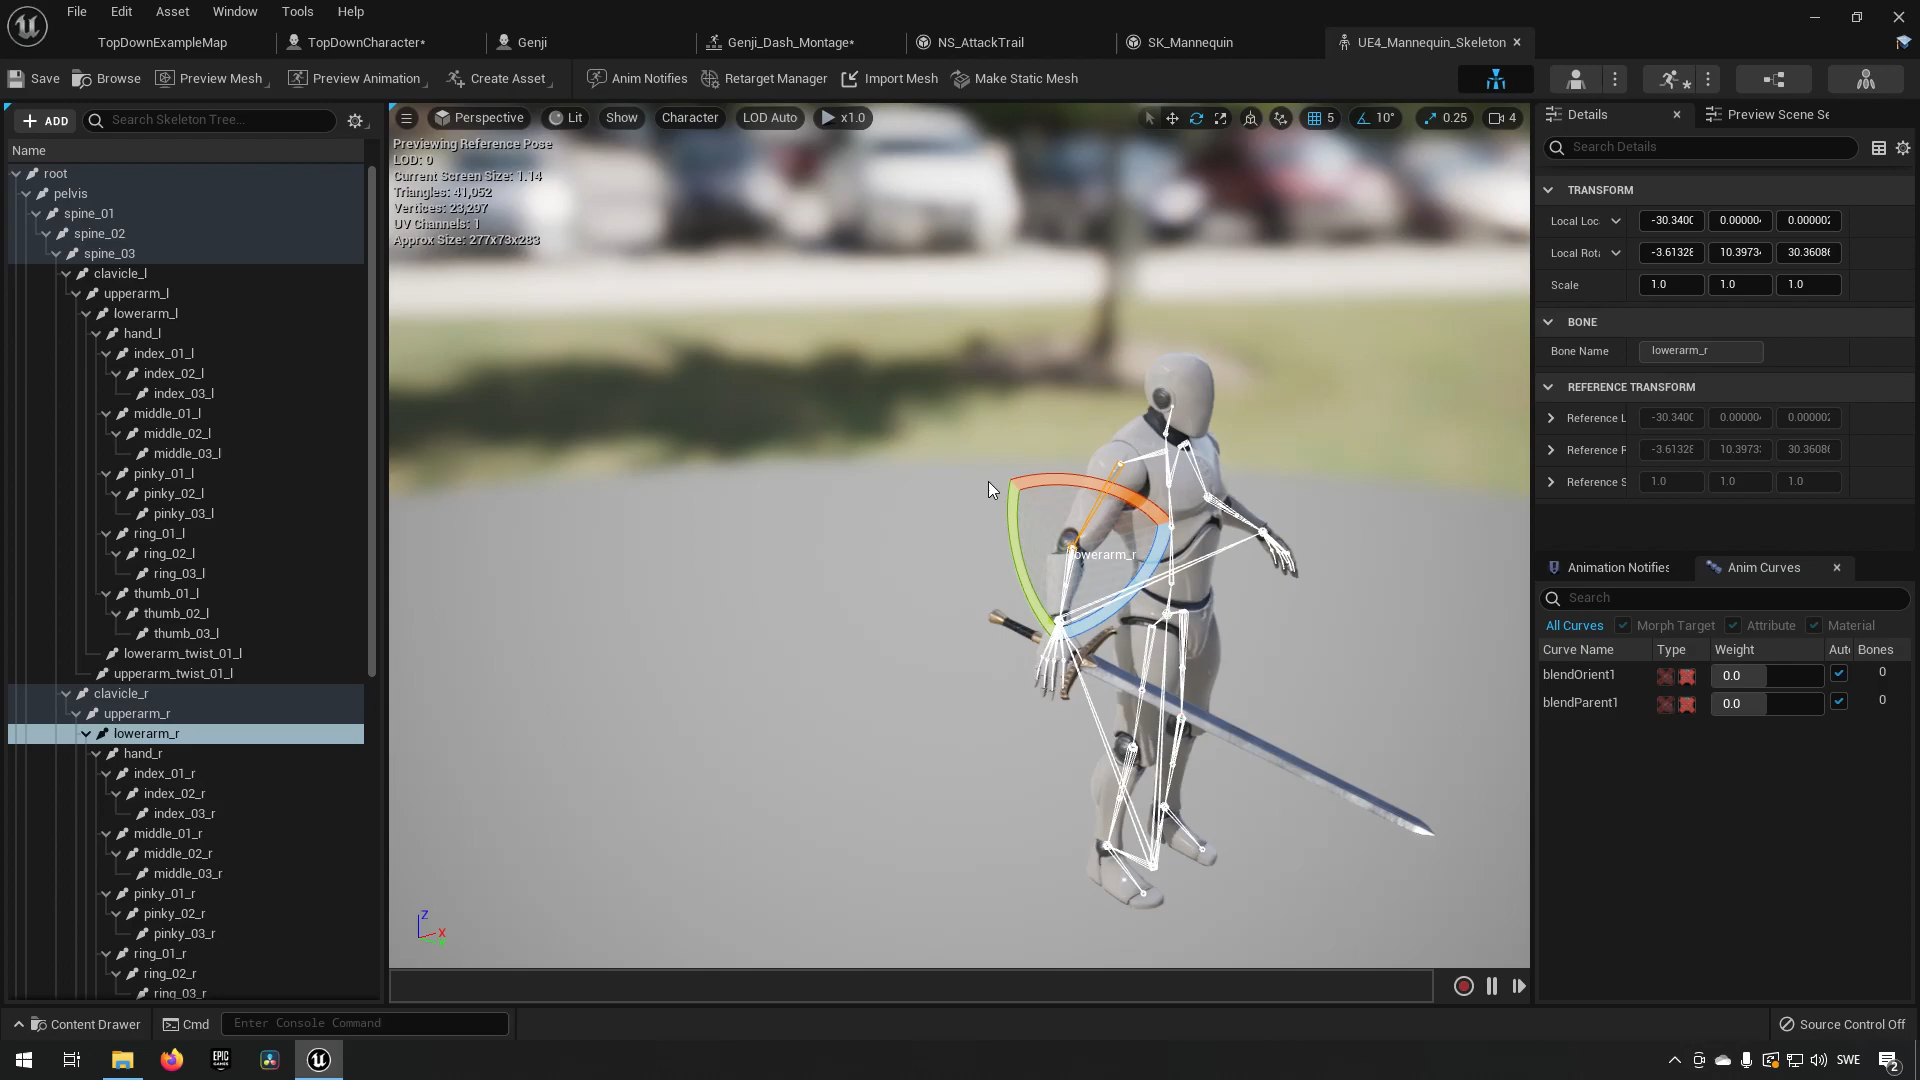 File Edit Asset Window Tools Help
TopDownExampleMap TopDownCharacter* Genji Genji_Dash_Montage* NS_AttackTrail SK_Mannequin UE4_Mannequin_Skeleton
Save Browse Preview Mesh Preview Animation Create Asset Anim Notifies Retarget Manager Import Mesh Make Static Mesh
ADD Search Skeleton Tree...
Perspective Lit Show Character LOD Auto x1.0 5 10° 0.25 4
Details Preview Scene Se
Search Details
Name
Previewing Reference Pose
LOD: 0
Current Screen Size: 1.14
Triangles: 41,052
Vertices: 23,297
UV Channels: 1
Approx Size: 277x73x283
root
pelvis
spine_01
spine_02
spine_03
clavicle_l
upperarm_l
lowerarm_l
hand_l
index_01_l
index_02_l
index_03_l
middle_01_l
middle_02_l
middle_03_l
pinky_01_l
pinky_02_l
pinky_03_l
ring_01_l
ring_02_l
ring_03_l
thumb_01_l
thumb_02_l
thumb_03_l
lowerarm_twist_01_l
upperarm_twist_01_l
clavicle_r
upperarm_r
lowerarm_r
hand_r
index_01_r
index_02_r
index_03_r
middle_01_r
middle_02_r
middle_03_r
pinky_01_r
pinky_02_r
pinky_03_r
ring_01_r
ring_02_r
ring_03_r
lowerarm_r
Z
X
TRANSFORM
Local Loc -30.340 0.00000 0.000002
Local Rota -3.61328 10.3973 30.3608
Scale 1.0 1.0 1.0
BONE
Bone Name lowerarm_r
REFERENCE TRANSFORM
Reference L -30.340 0.00000 0.000002
Reference R -3.61328 10.3973 30.3608
Reference S 1.0 1.0 1.0
Animation Notifies Anim Curves
Search
All Curves Morph Target Attribute Material
Curve Name Type Weight Aut Bones
blendOrient1 0.0 0
blendParent1 0.0 0
Content Drawer Cmd Enter Console Command Source Control Off
EPIC GAMES SWE 2